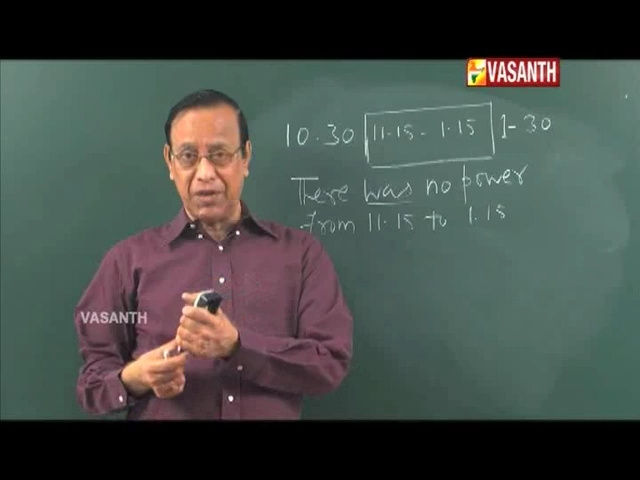 VASANTH
10.30 11.15 - 1.15 1-30
There was no power
from 11.15 to 1.15
VASANTH